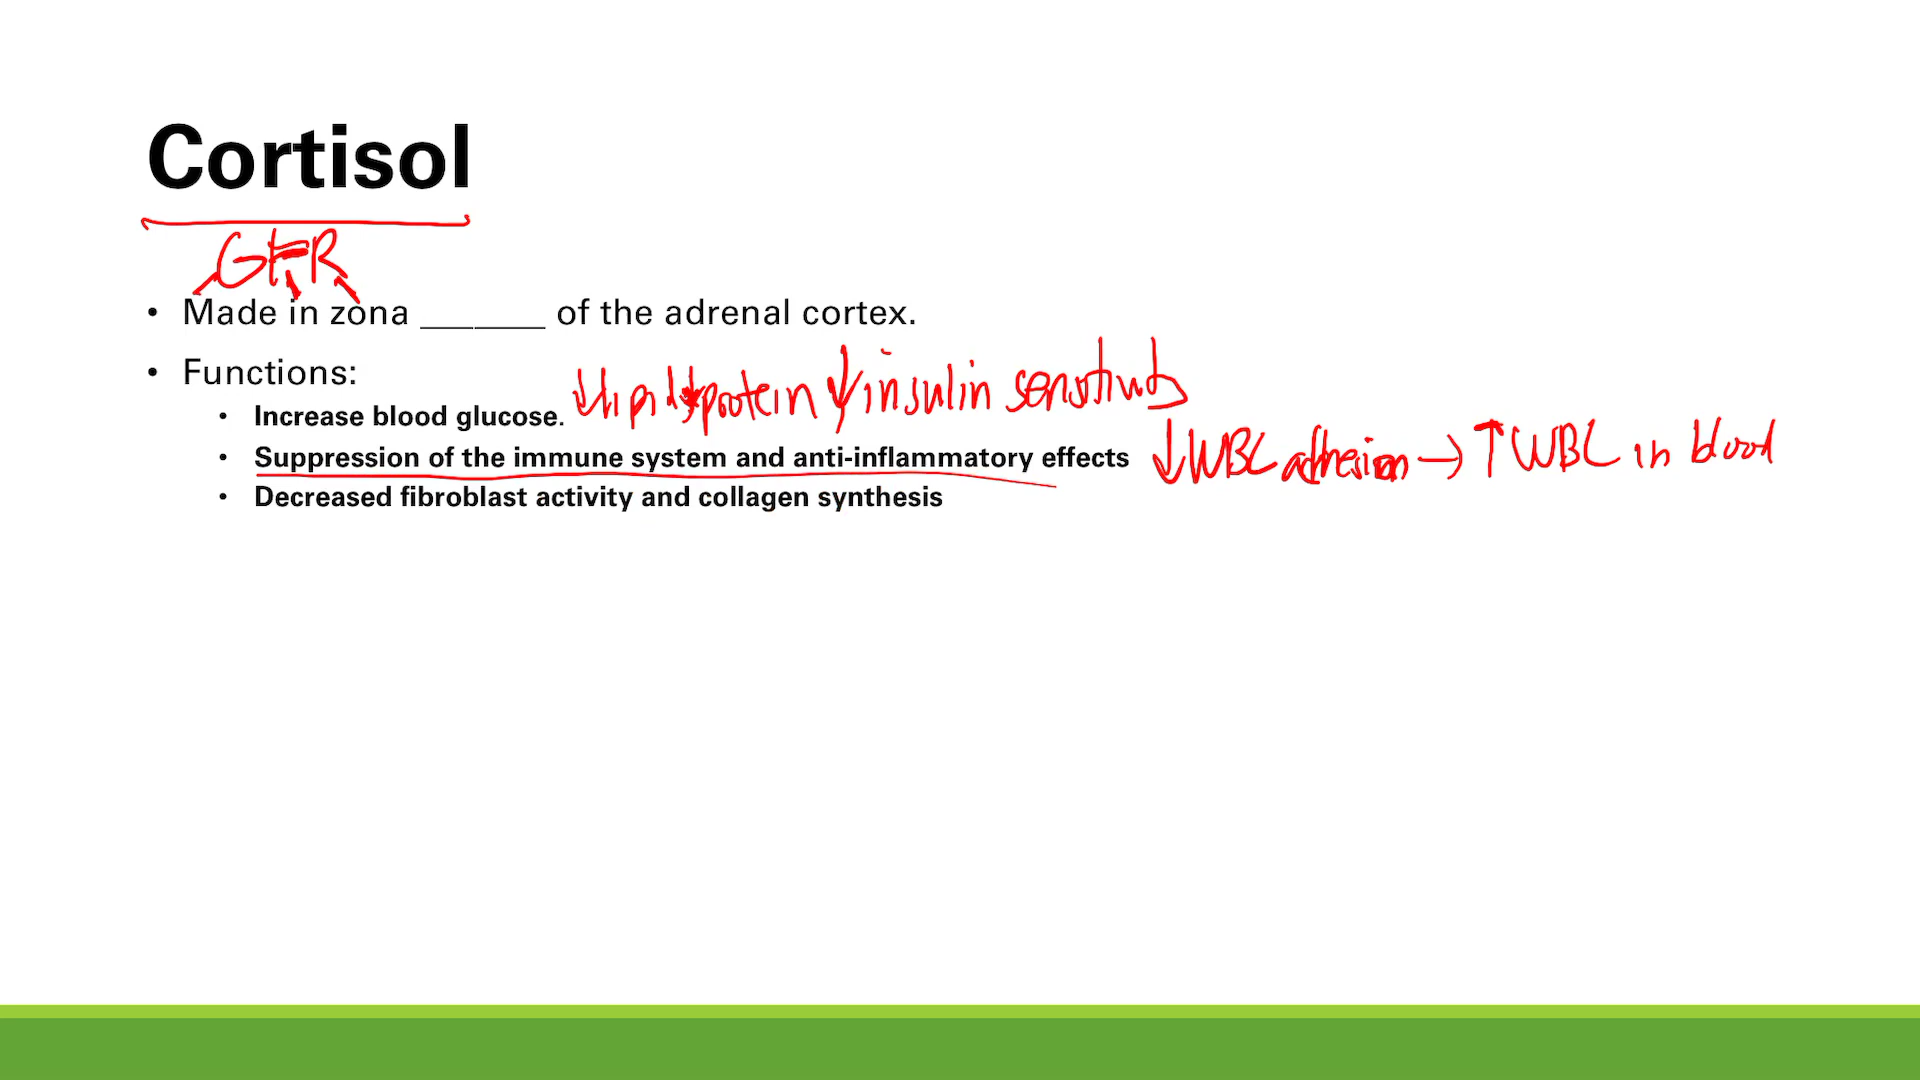 Cortisol
GFR
• Made in zona _______ of the adrenal cortex.
• Functions:
• Increase blood glucose. ↓lipid protein ↓insulin
• Suppression of the immune system and anti-inflammatory effects ↓WBC adhesion → ↑WBC in blood
• Decreased fibroblast activity and collagen synthesis